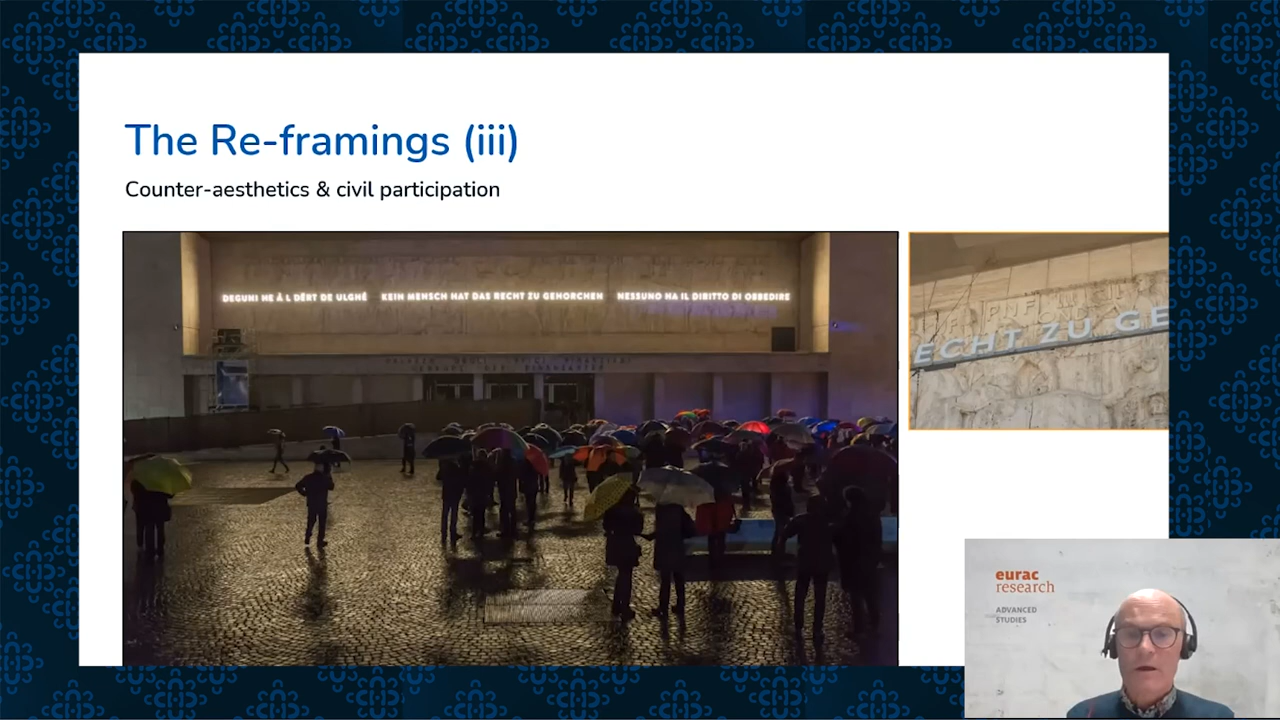 The Re-framings (iii)
Counter-aesthetics & civil participation
DEGUNI NE À L DËRT DE ULGHË KEIN MENSCH HAT DAS RECHT ZU GEHORCHEN NESSUNO HA IL DIRITTO DI OBBEDIRE
ECHT ZU GE
eurac
research
ADVANCED
STUDIES